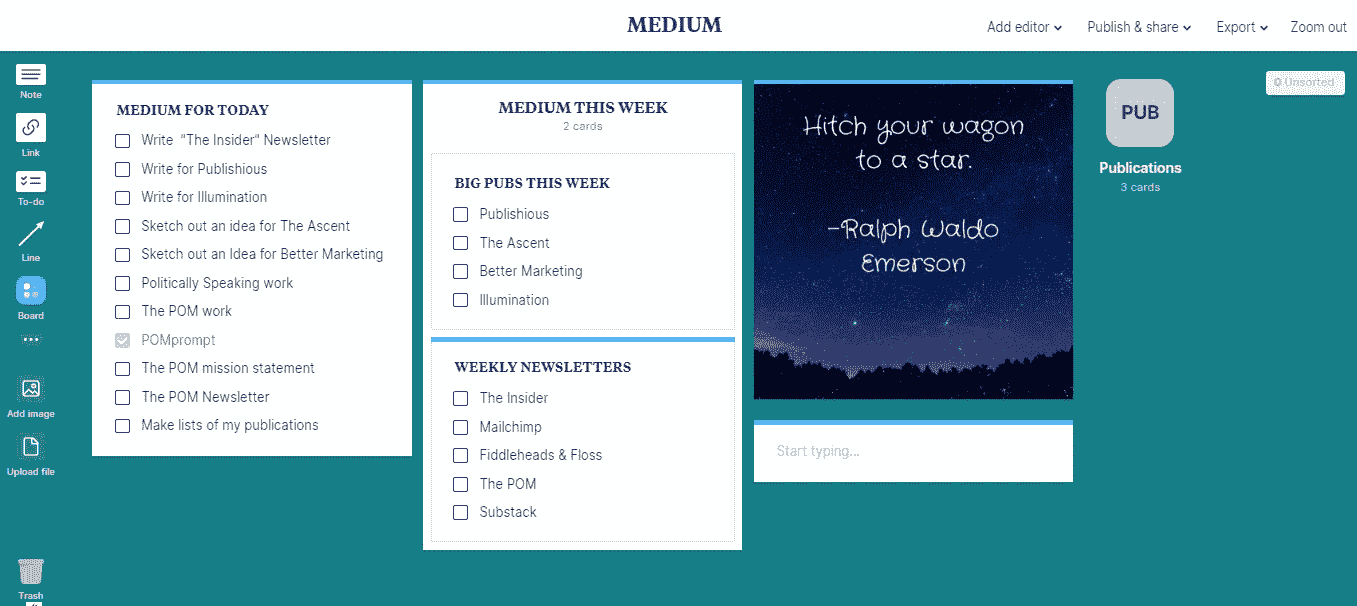 MEDIUM
Add editor
Publish & share
Export
Zoom out
Note
Link
To-do
Line
Board
Add image
Upload file
Trash
MEDIUM FOR TODAY
Write "The Insider" Newsletter
Write for Publishious
Write for Illumination
Sketch out an idea for The Ascent
Sketch out an Idea for Better Marketing
Politically Speaking work
The POM work
POMprompt
The POM mission statement
The POM Newsletter
Make lists of my publications
MEDIUM THIS WEEK
2 cards
BIG PUBS THIS WEEK
Publishious
The Ascent
Better Marketing
Illumination
WEEKLY NEWSLETTERS
The Insider
Mailchimp
Fiddleheads & Floss
The POM
Substack
Hitch your wagon
to a star.
-Ralph Waldo
Emerson
Start typing...
PUB
Publications
3 cards
0 Unsorted